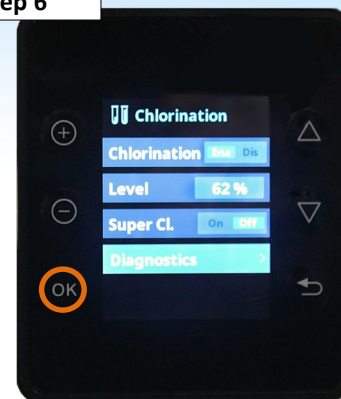 ep 6
Chlorination
Chlorination Ena Dis
Level 62 %
Super Cl. On Off
Diagnostics >
OK